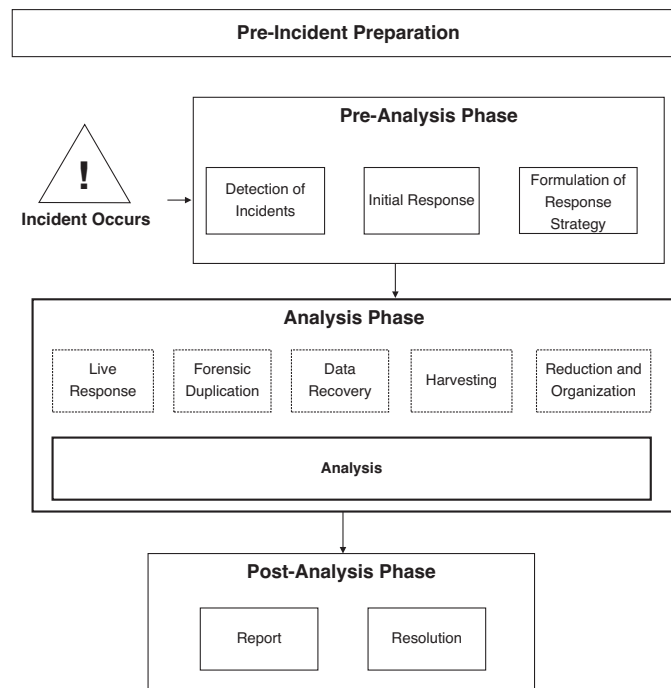 Pre-Incident Preparation
Pre-Analysis Phase
!
Incident Occurs
Detection of
Incidents
Initial Response
Formulation of
Response
Strategy
Analysis Phase
Live
Response
Forensic
Duplication
Data
Recovery
Harvesting
Reduction and
Organization
Analysis
Post-Analysis Phase
Report
Resolution